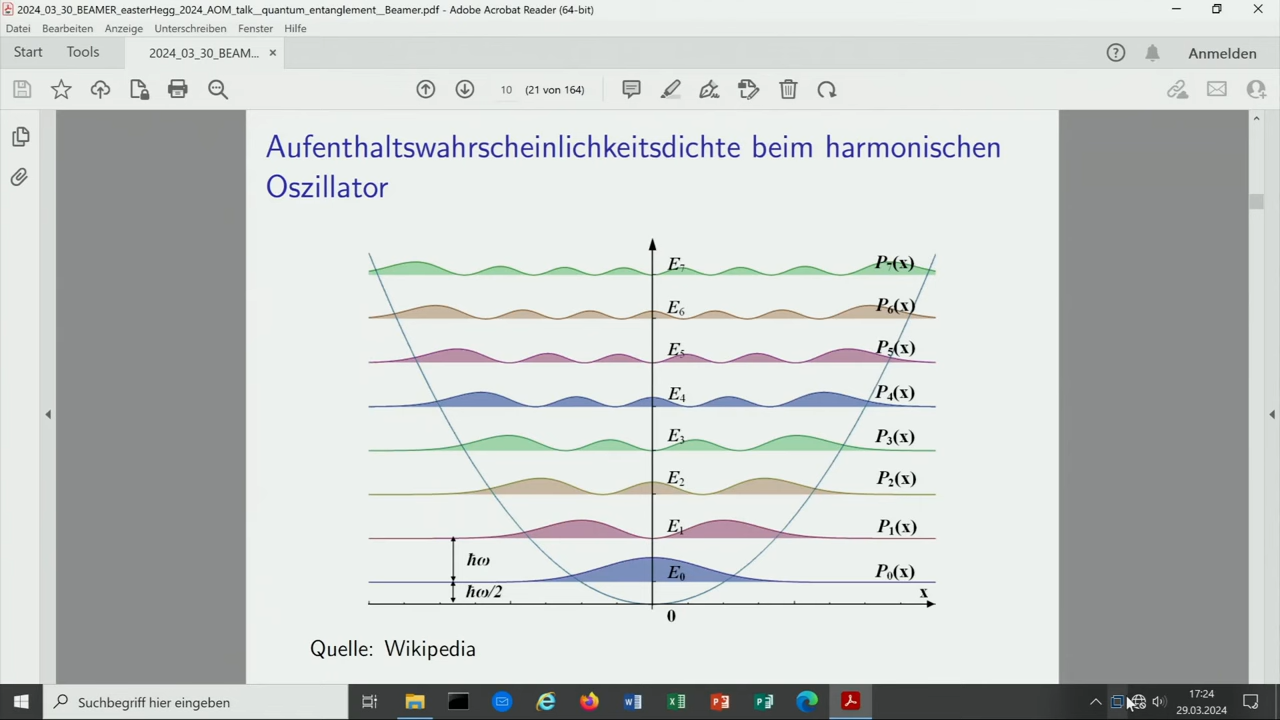 2024_03_30_BEAMER_easterHegg_2024_AOM_talk__quantum_entanglement__Beamer.pdf - Adobe Acrobat Reader (64-bit)
Datei Bearbeiten Anzeige Unterschreiben Fenster Hilfe
Start Tools 2024_03_30_BEAM... × Anmelden
10 (21 von 164)
Aufenthaltswahrscheinlichkeitsdichte beim harmonischen
Oszillator
E₇ P₇(x)
E₆ P₆(x)
E₅ P₅(x)
E₄ P₄(x)
E₃ P₃(x)
E₂ P₂(x)
E₁ P₁(x)
ħω
E₀ P₀(x)
ħω/2 x
0
Quelle: Wikipedia
Suchbegriff hier eingeben
17:24
29.03.2024